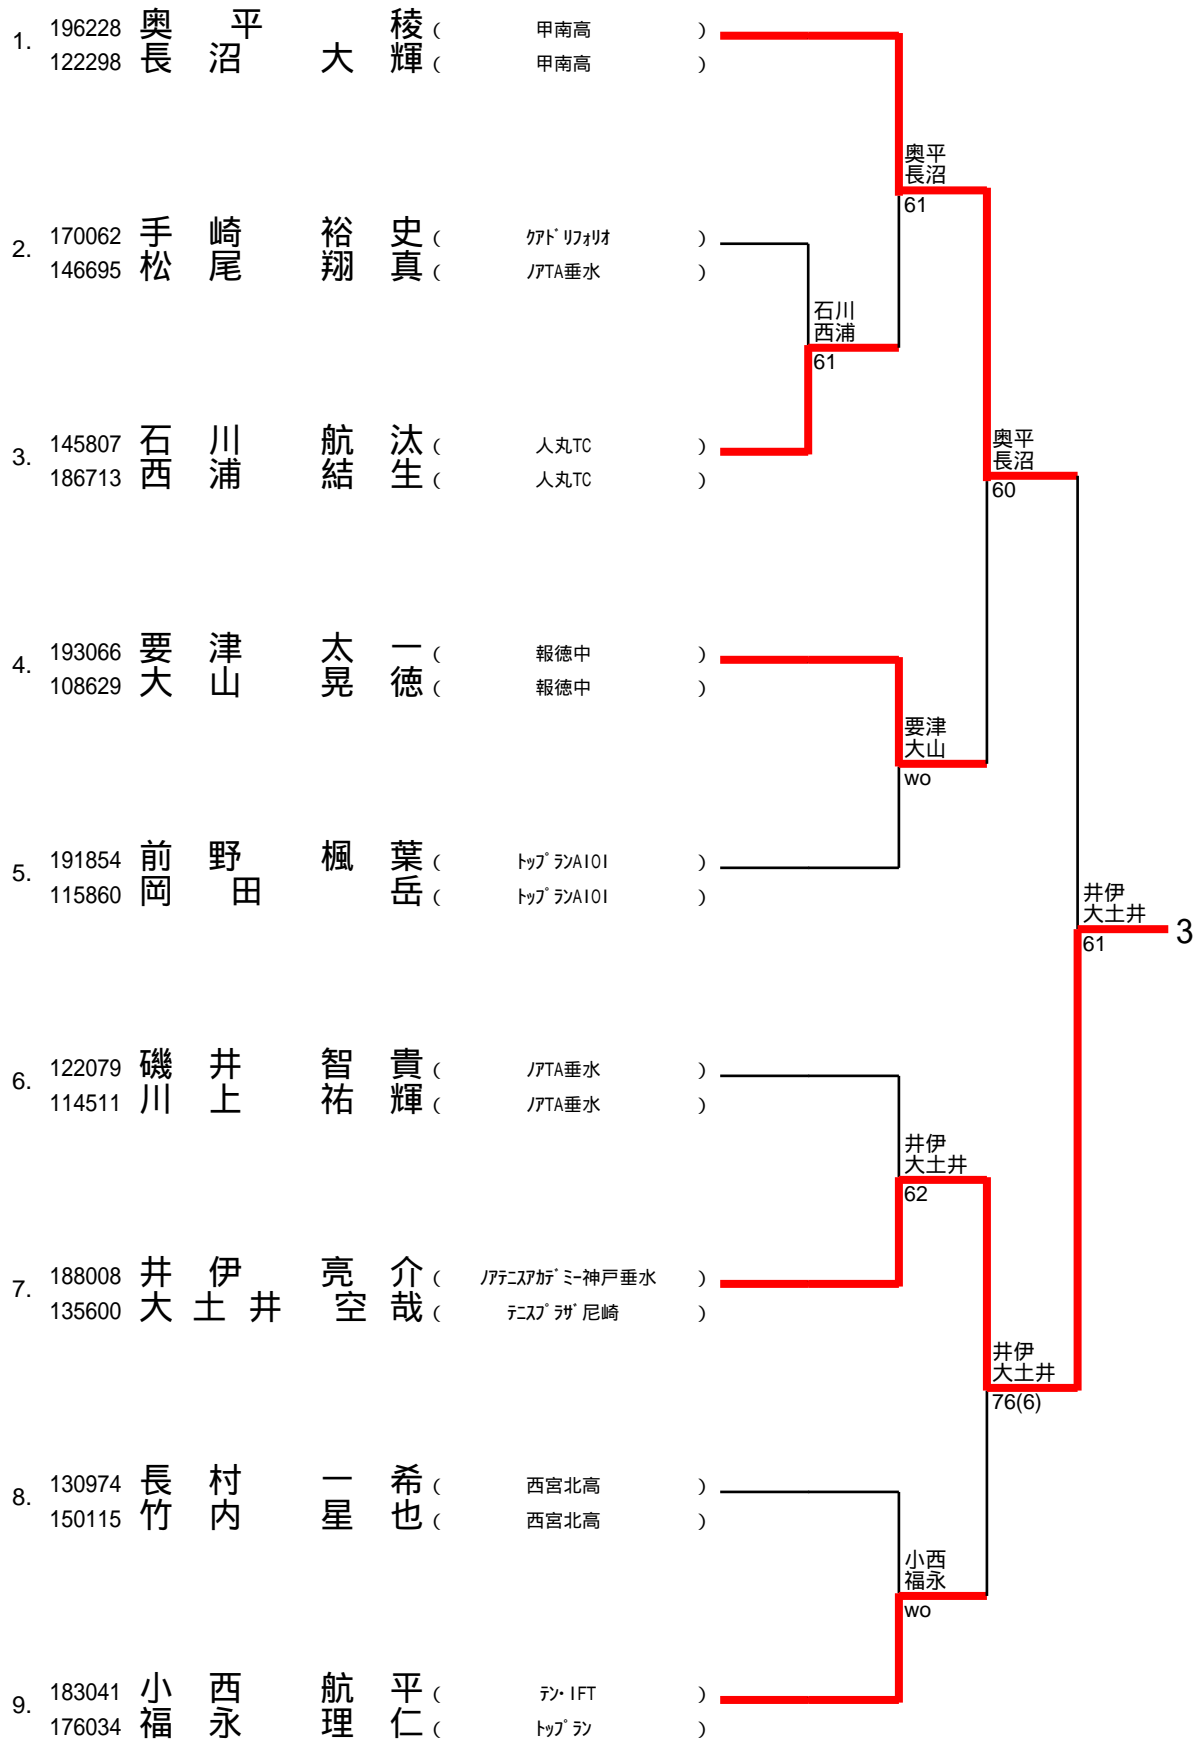 1. 196228 奥平 稜 ( 甲南高 )
122298 長沼 大輝 ( 甲南高 )
奥平
長沼
61
2. 170062 手崎 裕史 ( クアドリフォリオ )
146695 松尾 翔真 ( ノアTA垂水 )
石川
西浦
61
3. 145807 石川 航汰 ( 人丸TC )
186713 西浦 結生 ( 人丸TC )
奥平
長沼
60
4. 193066 要津 太一 ( 報徳中 )
108629 大山 晃徳 ( 報徳中 )
要津
大山
wo
5. 191854 前野 楓葉 ( トップランAIOI )
115860 岡田 岳 ( トップランAIOI )
井伊
大土井
61
3
6. 122079 磯井 智貴 ( ノアTA垂水 )
114511 川上 祐輝 ( ノアTA垂水 )
井伊
大土井
62
7. 188008 井伊 亮介 ( ノアテニスアカデミー神戸垂水 )
135600 大土井 空哉 ( テニスプラザ尼崎 )
井伊
大土井
76(6)
8. 130974 長村 一希 ( 西宮北高 )
150115 竹内 星也 ( 西宮北高 )
小西
福永
wo
9. 183041 小西 航平 ( テン・IFT )
176034 福永 理仁 ( トップラン )